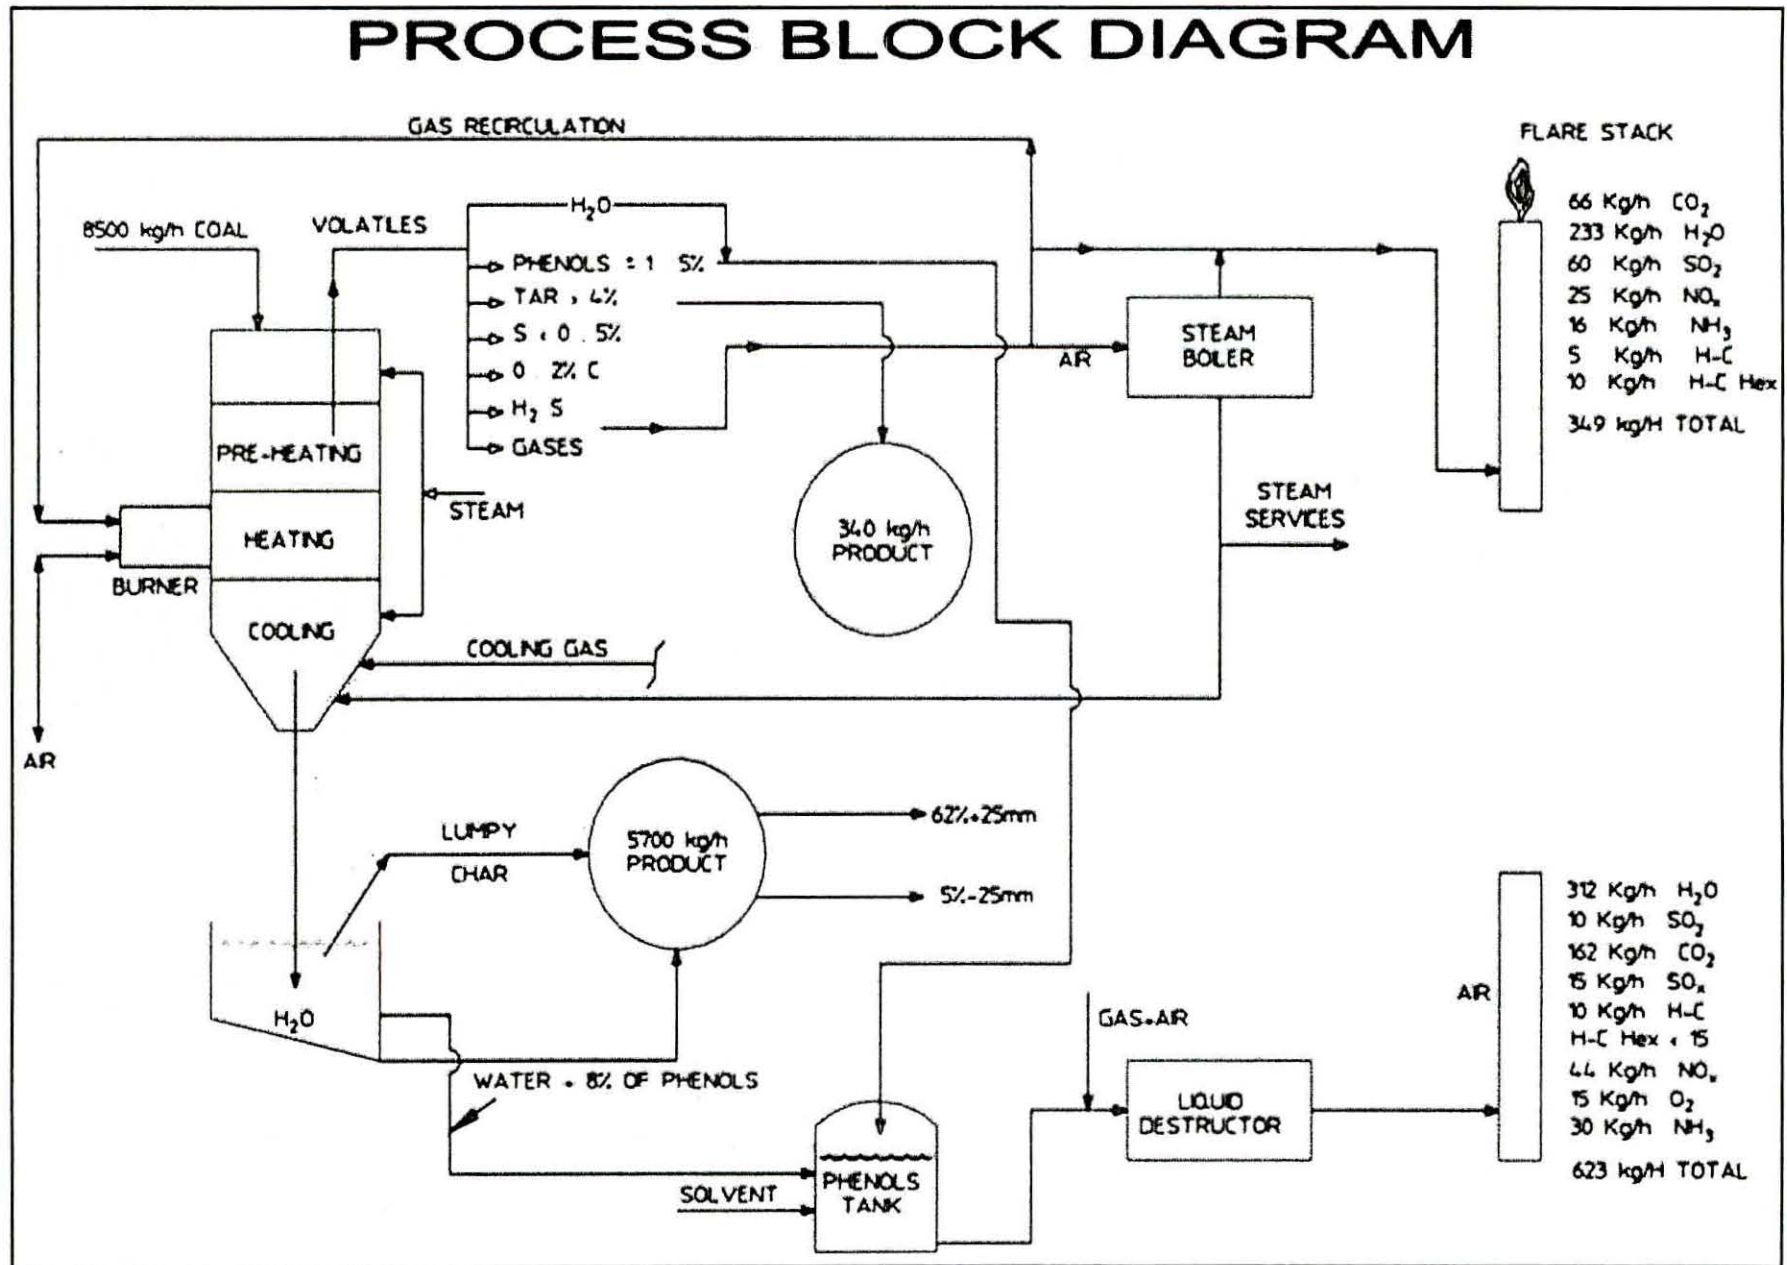 PROCESS BLOCK DIAGRAM
GAS RECIRCULATION
FLARE STACK
8500 kg/h COAL
VOLATILES
H₂O
PHENOLS = 1 5%
TAR > 4%
S < 0 . 5%
0 . 2% C
H₂ S
GASES
PRE-HEATING
HEATING
COOLING
BURNER
STEAM
AIR
AIR
STEAM
BOLER
340 kg/h
PRODUCT
STEAM
SERVICES
66 Kg/h CO₂
233 Kg/h H₂O
60 Kg/h SO₂
25 Kg/h NOₓ
16 Kg/h NH₃
5 Kg/h H-C
10 Kg/h H-C Hex
349 kg/H TOTAL
COOLING GAS
LUMPY
CHAR
5700 kg/h
PRODUCT
62%+25mm
5%-25mm
H₂O
WATER + 8% OF PHENOLS
SOLVENT
PHENOLS
TANK
GAS+AIR
LIQUID
DESTRUCTOR
AIR
312 Kg/h H₂O
10 Kg/h SO₂
162 Kg/h CO₂
15 Kg/h SOₓ
10 Kg/h H-C
H-C Hex < 15
44 Kg/h NOₓ
15 Kg/h O₂
30 Kg/h NH₃
623 kg/H TOTAL